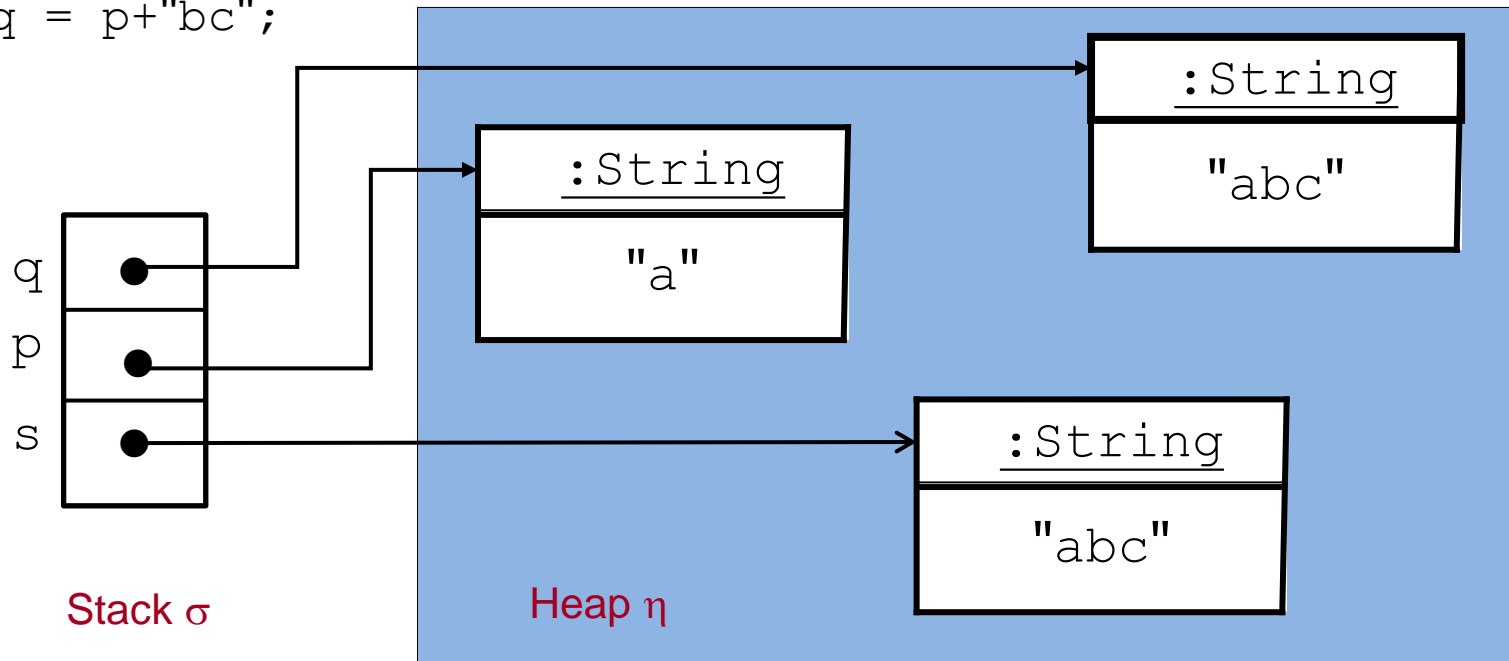 q = p+"bc";
:String
"abc"
:String
"a"
q
p
s
:String
"abc"
Stack σ
Heap η